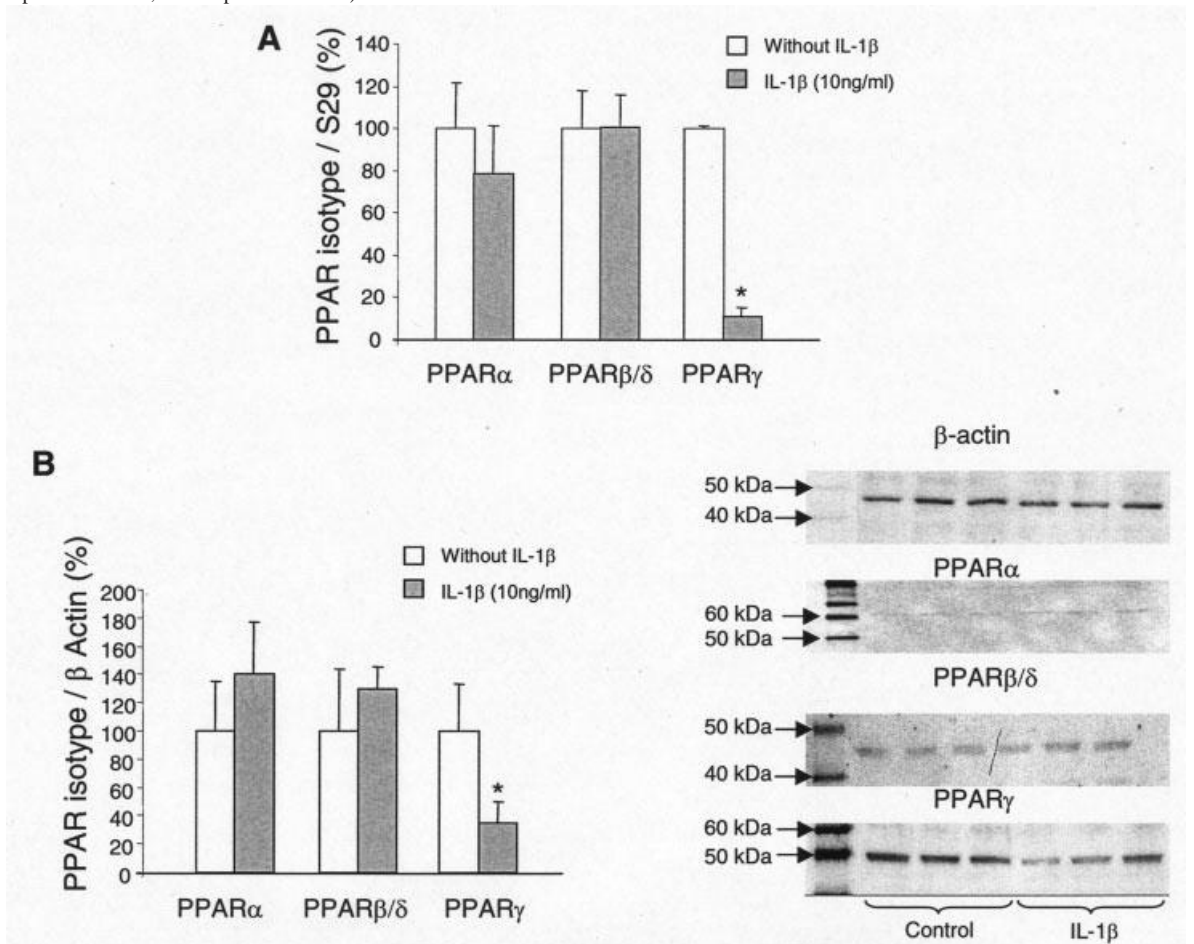 A
PPAR isotype / S29 (%)
140
120
100
80
60
40
20
0
Without IL-1β
IL-1β (10ng/ml)
*
PPARα PPARβ/δ PPARγ
B
PPAR isotype / β Actin (%)
200
180
160
140
120
100
80
60
40
20
0
Without IL-1β
IL-1β (10ng/ml)
*
PPARα PPARβ/δ PPARγ
β-actin
50 kDa
40 kDa
PPARα
60 kDa
50 kDa
PPARβ/δ
50 kDa
40 kDa
PPARγ
60 kDa
50 kDa
Control IL-1β